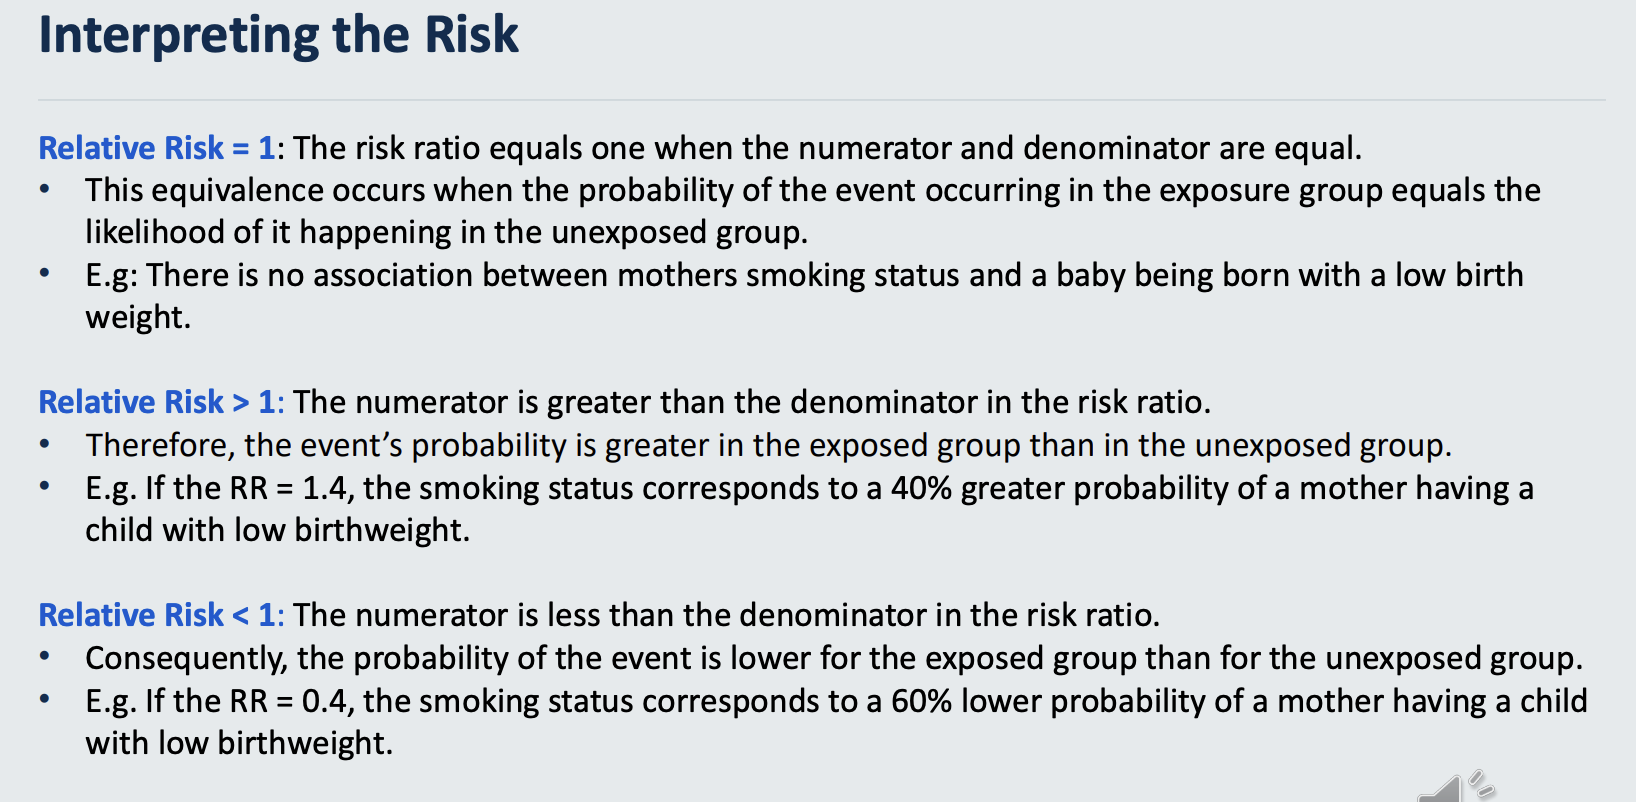 Interpreting the Risk
Relative Risk = 1: The risk ratio equals one when the numerator and denominator are equal.
• This equivalence occurs when the probability of the event occurring in the exposure group equals the
likelihood of it happening in the unexposed group.
• E.g: There is no association between mothers smoking status and a baby being born with a low birth
weight.
Relative Risk > 1: The numerator is greater than the denominator in the risk ratio.
• Therefore, the event’s probability is greater in the exposed group than in the unexposed group.
• E.g. If the RR = 1.4, the smoking status corresponds to a 40% greater probability of a mother having a
child with low birthweight.
Relative Risk < 1: The numerator is less than the denominator in the risk ratio.
• Consequently, the probability of the event is lower for the exposed group than for the unexposed group.
• E.g. If the RR = 0.4, the smoking status corresponds to a 60% lower probability of a mother having a child
with low birthweight.